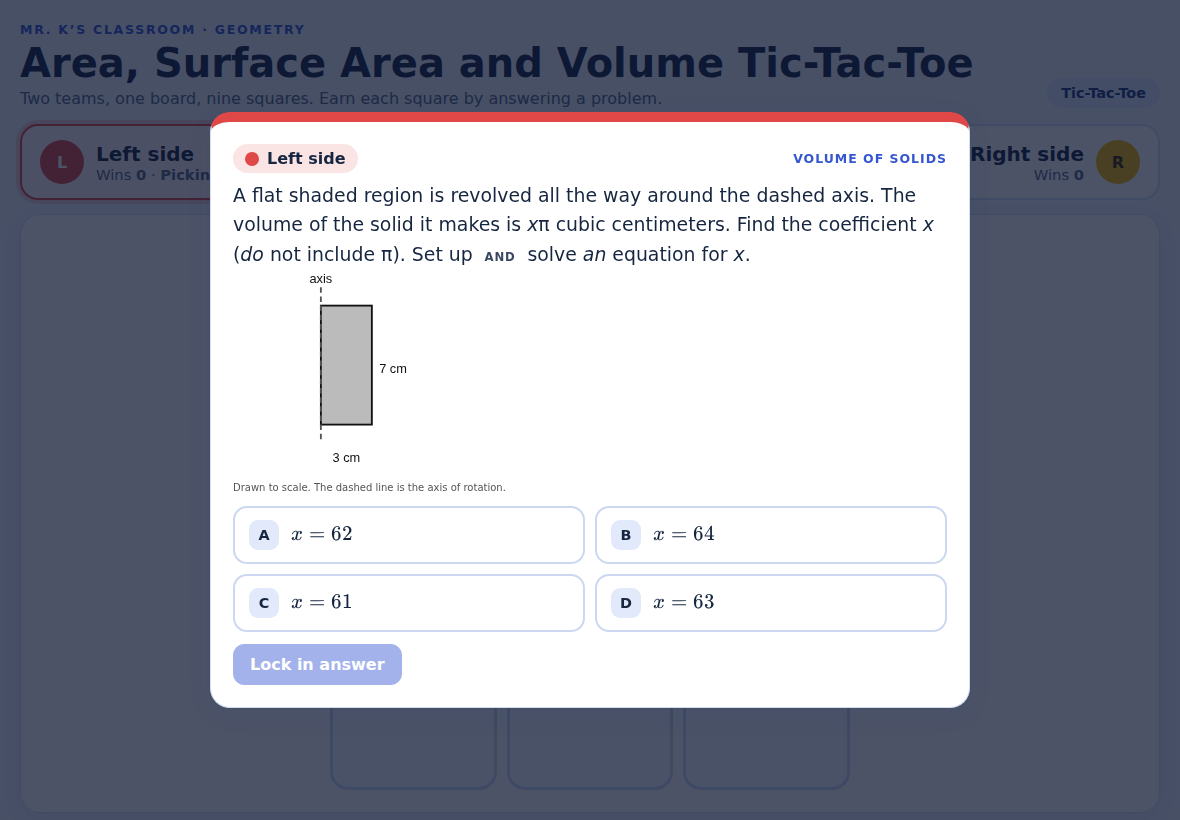 MR. K'S CLASSROOM · GEOMETRY
Area, Surface Area and Volume Tic-Tac-Toe
Two teams, one board, nine squares. Earn each square by answering a problem.
Tic-Tac-Toe
L
Left side
Wins 0 · Pickin
Right side
Wins 0
R
Left side
VOLUME OF SOLIDS
A flat shaded region is revolved all the way around the dashed axis. The
volume of the solid it makes is xπ cubic centimeters. Find the coefficient x
(do not include π). Set up AND solve an equation for x.
axis
7 cm
3 cm
Drawn to scale. The dashed line is the axis of rotation.
A x = 62
B x = 64
C x = 61
D x = 63
Lock in answer